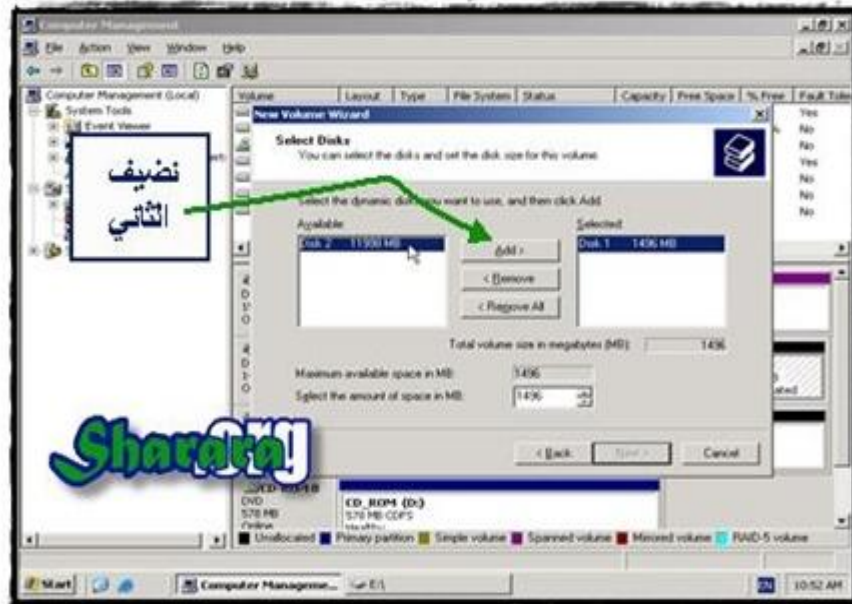 Computer Management
File Action View Window Help
Computer Management (Local)
System Tools
Event Viewer
Volume Layout Type File System Status Capacity Free Space % Free Fault Toler
Yes
No
No
Yes
No
No
No
New Volume Wizard
Select Disks
You can select the disks and set the disk size for this volume.
Select the dynamic disks you want to use, and then click Add.
Available: Selected:
Disk 2 Disk 1 1496 MB
Add >
< Remove
< Remove All
Total volume size in megabytes (MB): 1496
Maximum available space in MB: 1496
Select the amount of space in MB: 1496
< Back Next > Cancel
نضيف
الثاني
Sharara.Org
DVD
578 MB
Online
CD_ROM (D:)
578 MB CDFS
Healthy
Unallocated Primary partition Simple volume Spanned volume Mirrored volume RAID-5 volume
Start Computer Manageme... E:\ EN 10:52 AM